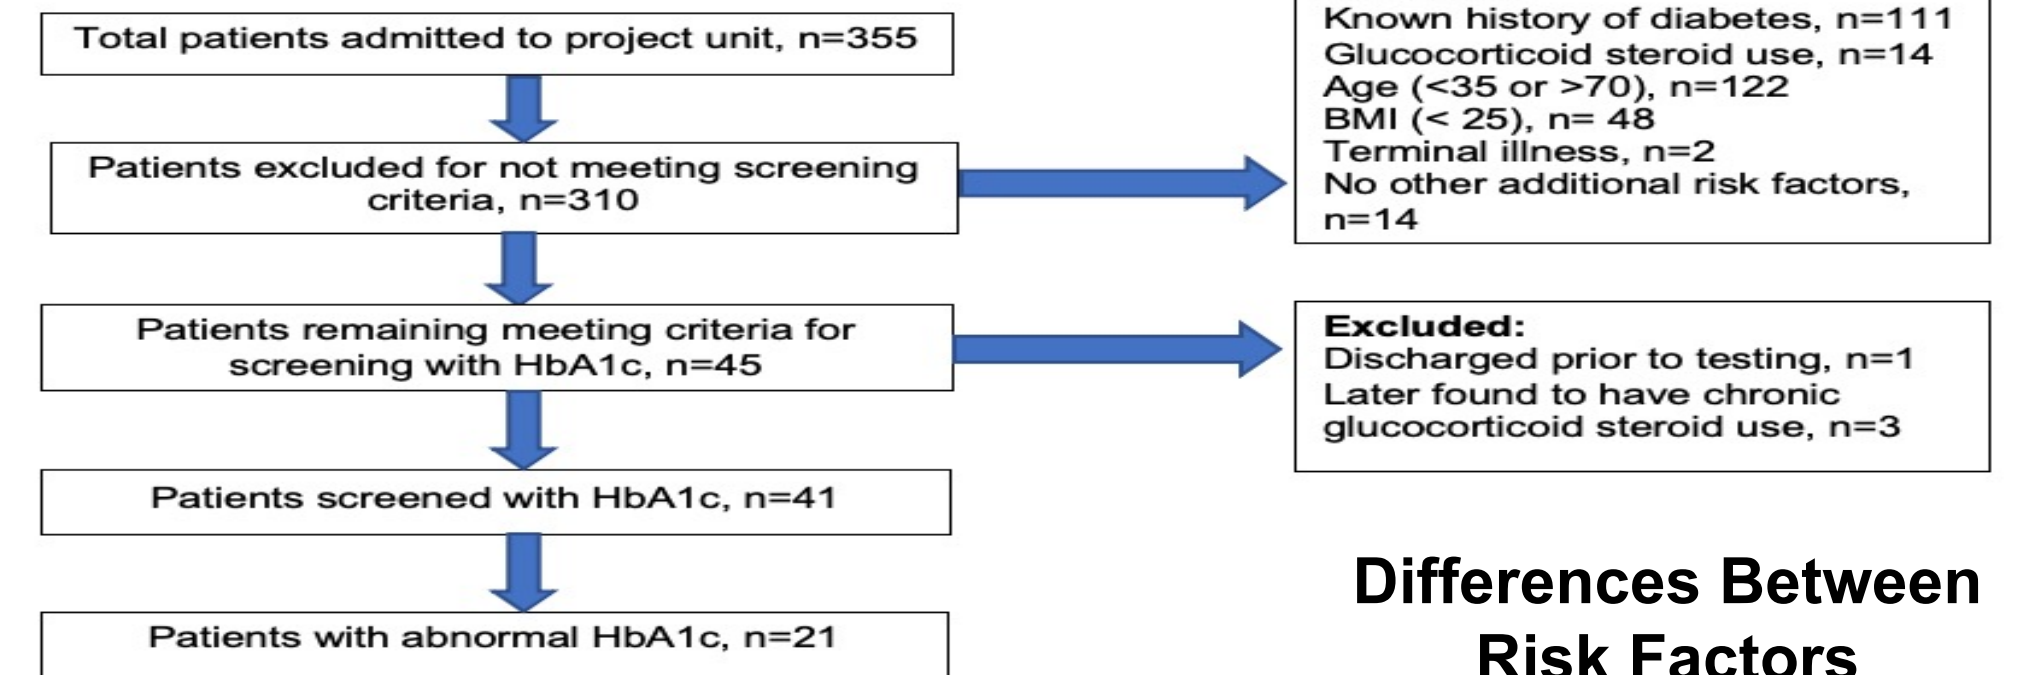 Total patients admitted to project unit, n=355
Known history of diabetes, n=111
Glucocorticoid steroid use, n=14
Age (<35 or >70), n=122
BMI (< 25), n= 48
Terminal illness, n=2
No other additional risk factors,
n=14
Patients excluded for not meeting screening
criteria, n=310
Patients remaining meeting criteria for
screening with HbA1c, n=45
Excluded:
Discharged prior to testing, n=1
Later found to have chronic
glucocorticoid steroid use, n=3
Patients screened with HbA1c, n=41
Patients with abnormal HbA1c, n=21
Differences Between
Risk Factors